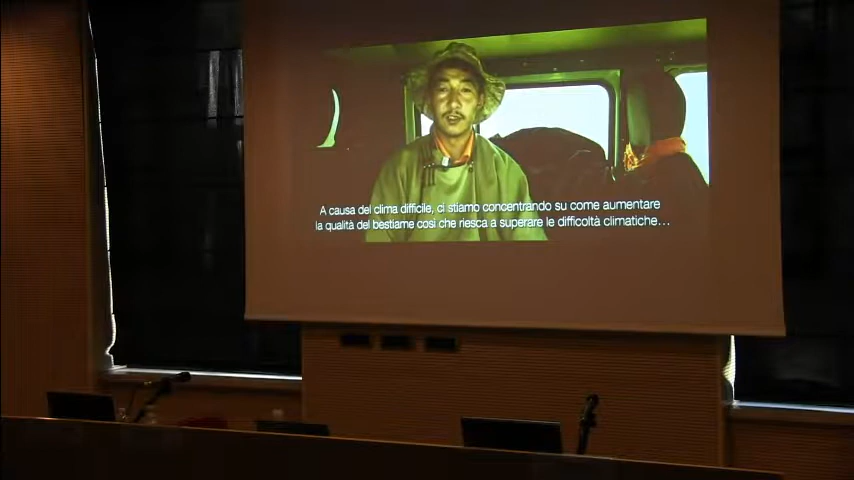 A causa del clima difficile, ci stiamo concentrando su come aumentare
la qualità del bestiame così che riesca a superare le difficoltà climatiche…